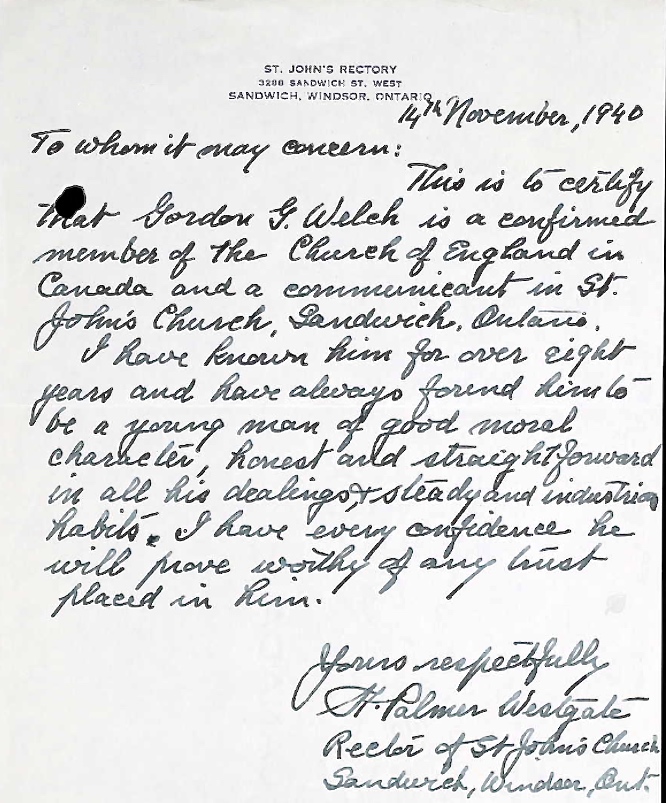 ST. JOHN'S RECTORY
3288 SANDWICH ST. WEST
SANDWICH, WINDSOR, ONTARIO
14th November, 1940
To whom it may concern:
This is to certify
that Gordon G. Welch is a confirmed
member of the Church of England in
Canada and a communicant in St.
John's Church, Sandwich, Ontario.
I have known him for over eight
years and have always found him to
be a young man of good moral
character, honest and straightforward
in all his dealings, & steady and industrious
habits. I have every confidence he
will prove worthy of any trust
placed in him.
Yours respectfully
H. Palmer Westgate
Rector of St John's Church
Sandwich, Windsor, Ont.